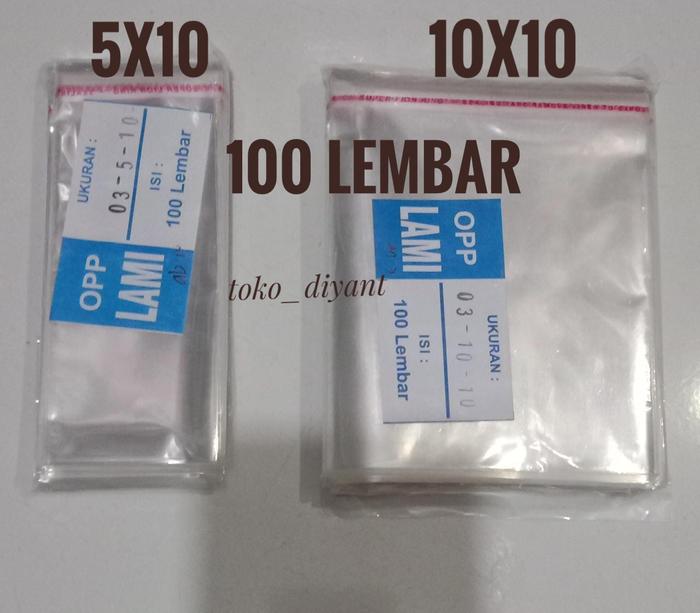 5X10
10X10
100 LEMBAR
toko_diyant
UKURAN :
03-5-10
ISI :
100 Lembar
OPP
LAMI
OPP
LAMI
UKURAN :
03-10-10
ISI :
100 Lembar